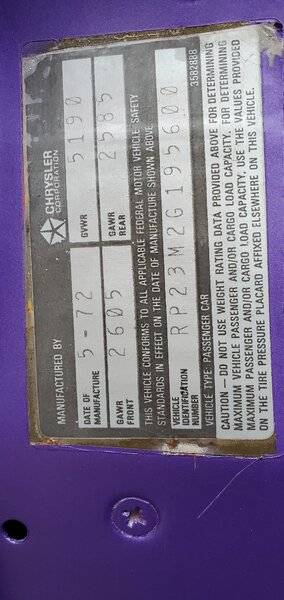 MANUFACTURED BY CHRYSLER CORPORATION
DATE OF MANUFACTURE 5-72 GVWR 5190
GAWR FRONT 2605 GAWR REAR 2585
THIS VEHICLE CONFORMS TO ALL APPLICABLE FEDERAL MOTOR VEHICLE SAFETY
STANDARDS IN EFFECT ON THE DATE OF MANUFACTURE SHOWN ABOVE
VEHICLE IDENTIFICATION NUMBER RP23M2G195600
VEHICLE TYPE: PASSENGER CAR 3582888
CAUTION - DO NOT USE WEIGHT RATING DATA PROVIDED ABOVE FOR DETERMINING
MAXIMUM VEHICLE PASSENGER AND/OR CARGO LOAD CAPACITY. FOR DETERMINING
MAXIMUM PASSENGER AND/OR CARGO LOAD CAPACITY, USE THE VALUES PROVIDED
ON THE TIRE PRESSURE PLACARD AFFIXED ELSEWHERE ON THIS VEHICLE.